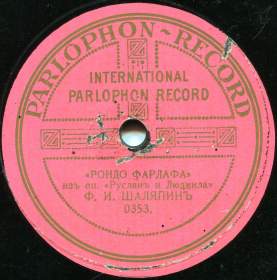 PARLOPHON-RECORD
INTERNATIONAL
PARLOPHON RECORD
«РОНДО ФАРЛАФА»
изъ оп. «Русланъ и Людмила»
Ф. И. ШАЛЯПИНЪ
0353.